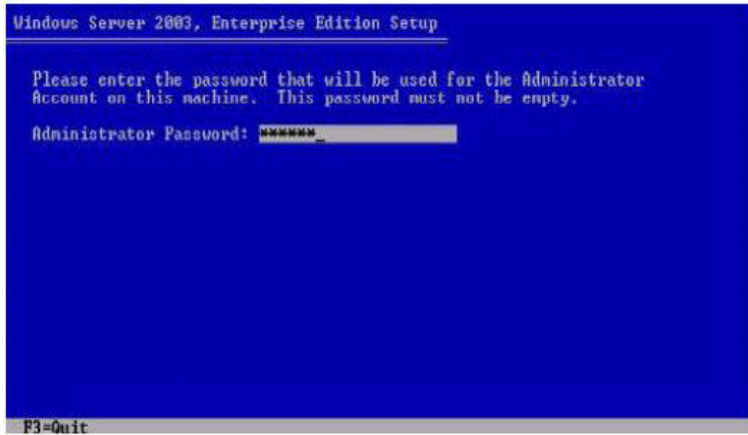 Windows Server 2003, Enterprise Edition Setup
Please enter the password that will be used for the Administrator
Account on this machine.  This password must not be empty.
Administrator Password: ******_
F3=Quit